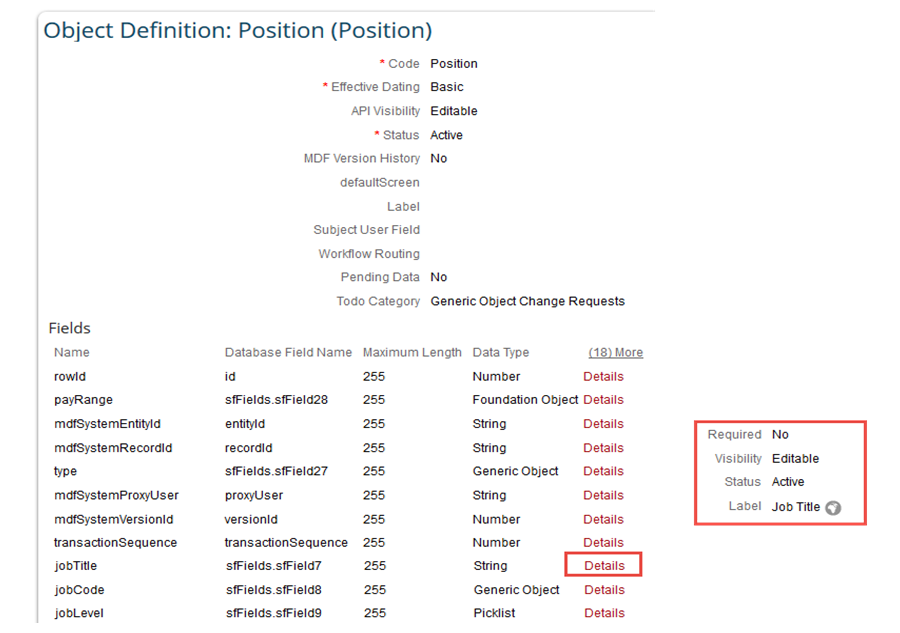 Object Definition: Position (Position)
* Code Position
* Effective Dating Basic
API Visibility Editable
* Status Active
MDF Version History No
defaultScreen
Label
Subject User Field
Workflow Routing
Pending Data No
Todo Category Generic Object Change Requests
Fields
Name Database Field Name Maximum Length Data Type (18) More
rowId id 255 Number Details
payRange sfFields.sfField28 255 Foundation Object Details
mdfSystemEntityId entityId 255 String Details
mdfSystemRecordId recordId 255 String Details
type sfFields.sfField27 255 Generic Object Details
mdfSystemProxyUser proxyUser 255 String Details
mdfSystemVersionId versionId 255 Number Details
transactionSequence transactionSequence 255 Number Details
jobTitle sfFields.sfField7 255 String Details
jobCode sfFields.sfField8 255 Generic Object Details
jobLevel sfFields.sfField9 255 Picklist Details
Required No
Visibility Editable
Status Active
Label Job Title